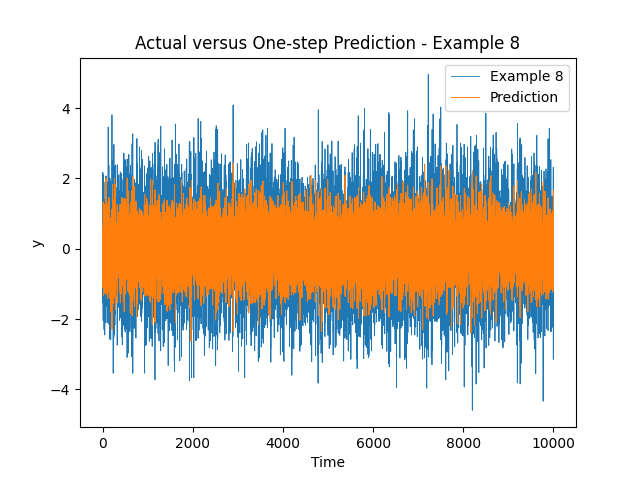 Actual versus One-step Prediction - Example 8
Example 8
Prediction
4
2
0
−2
−4
y
0
2000
4000
6000
8000
10000
Time